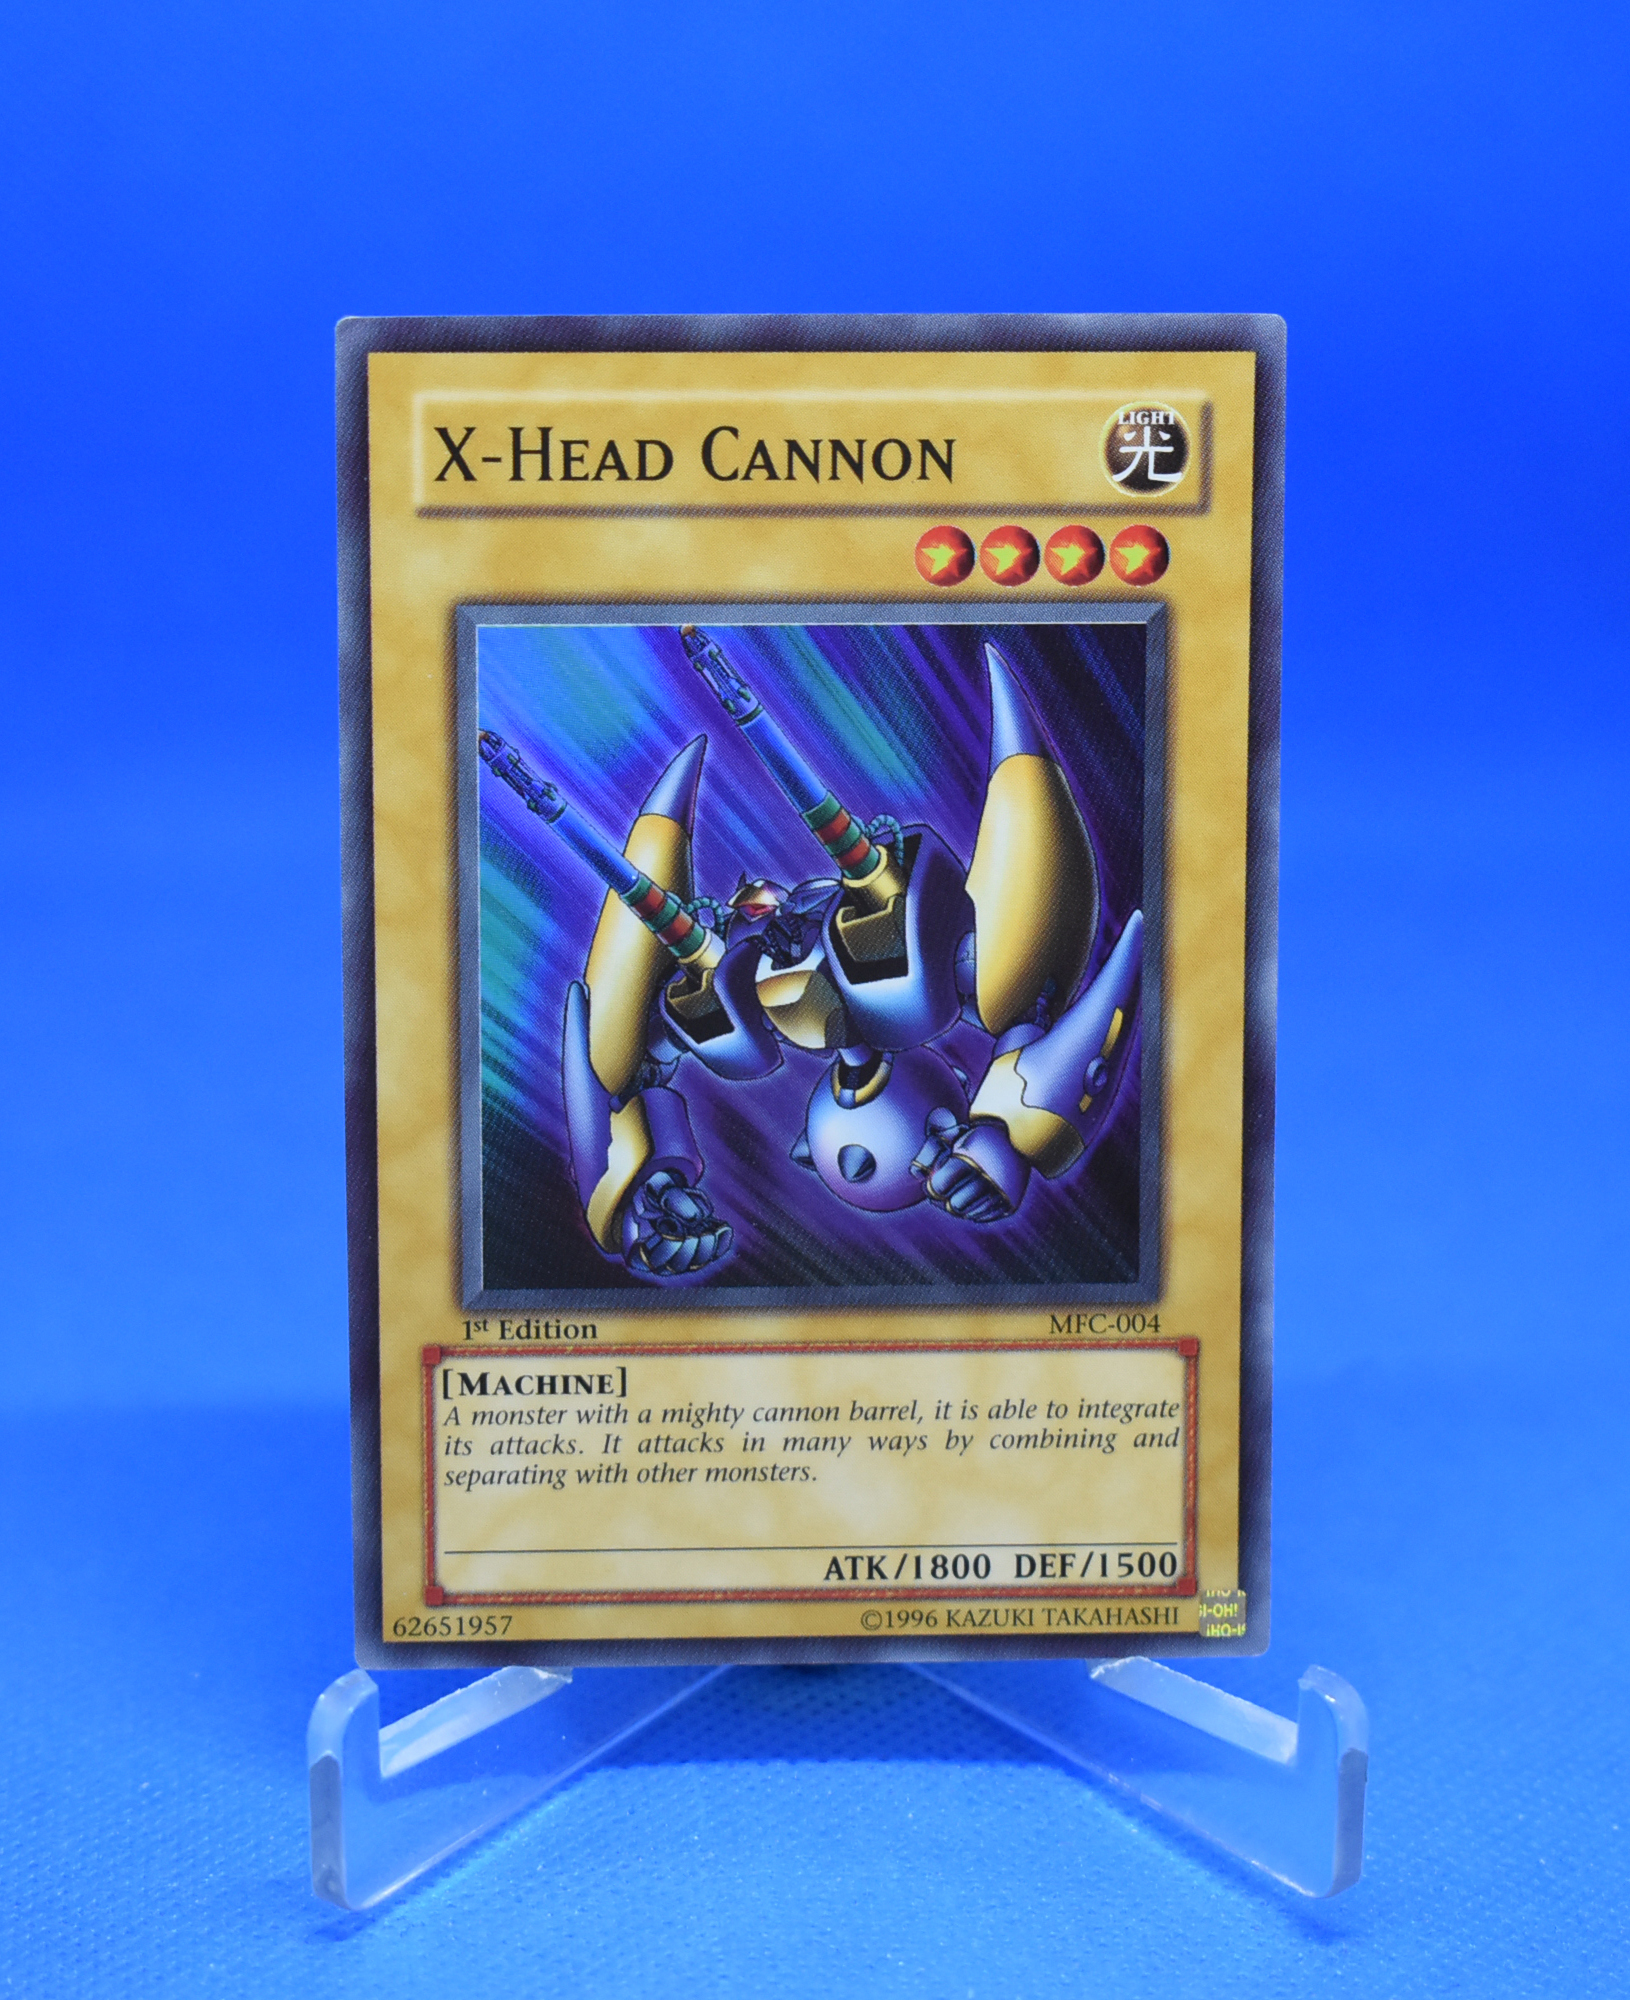 X-HEAD CANNON
LIGHT
光
1st Edition
MFC-004
[MACHINE]
A monster with a mighty cannon barrel, it is able to integrate
its attacks. It attacks in many ways by combining and
separating with other monsters.
ATK/1800 DEF/1500
62651957
©1996 KAZUKI TAKAHASHI